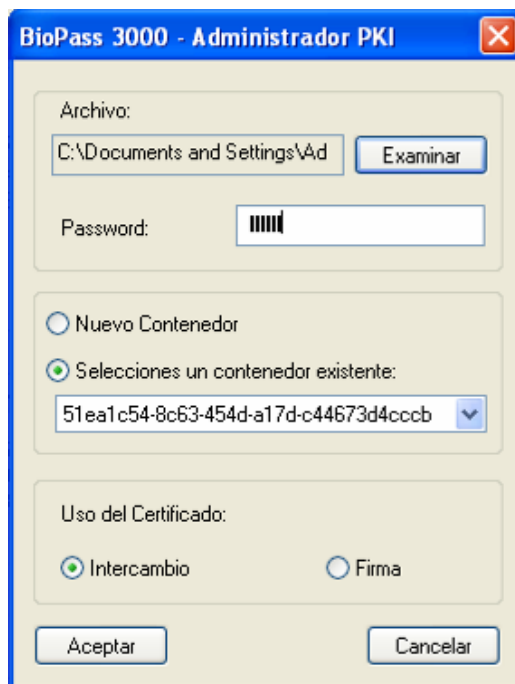 BioPass 3000 - Administrador PKI
Archivo:
C:\Documents and Settings\Ad
Examinar
Password:
Nuevo Contenedor
Selecciones un contenedor existente:
51ea1c54-8c63-454d-a17d-c44673d4cccb
Uso del Certificado:
Intercambio
Firma
Aceptar
Cancelar